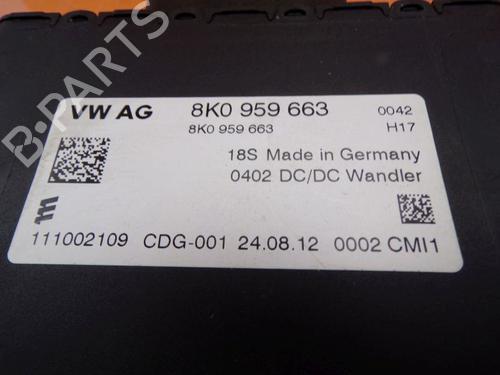 VW AG 8K0 959 663 0042
8K0 959 663 H17
18S Made in Germany
0402 DC/DC Wandler
111002109 CDG-001 24.08.12 0002 CMI1
B-PARTS